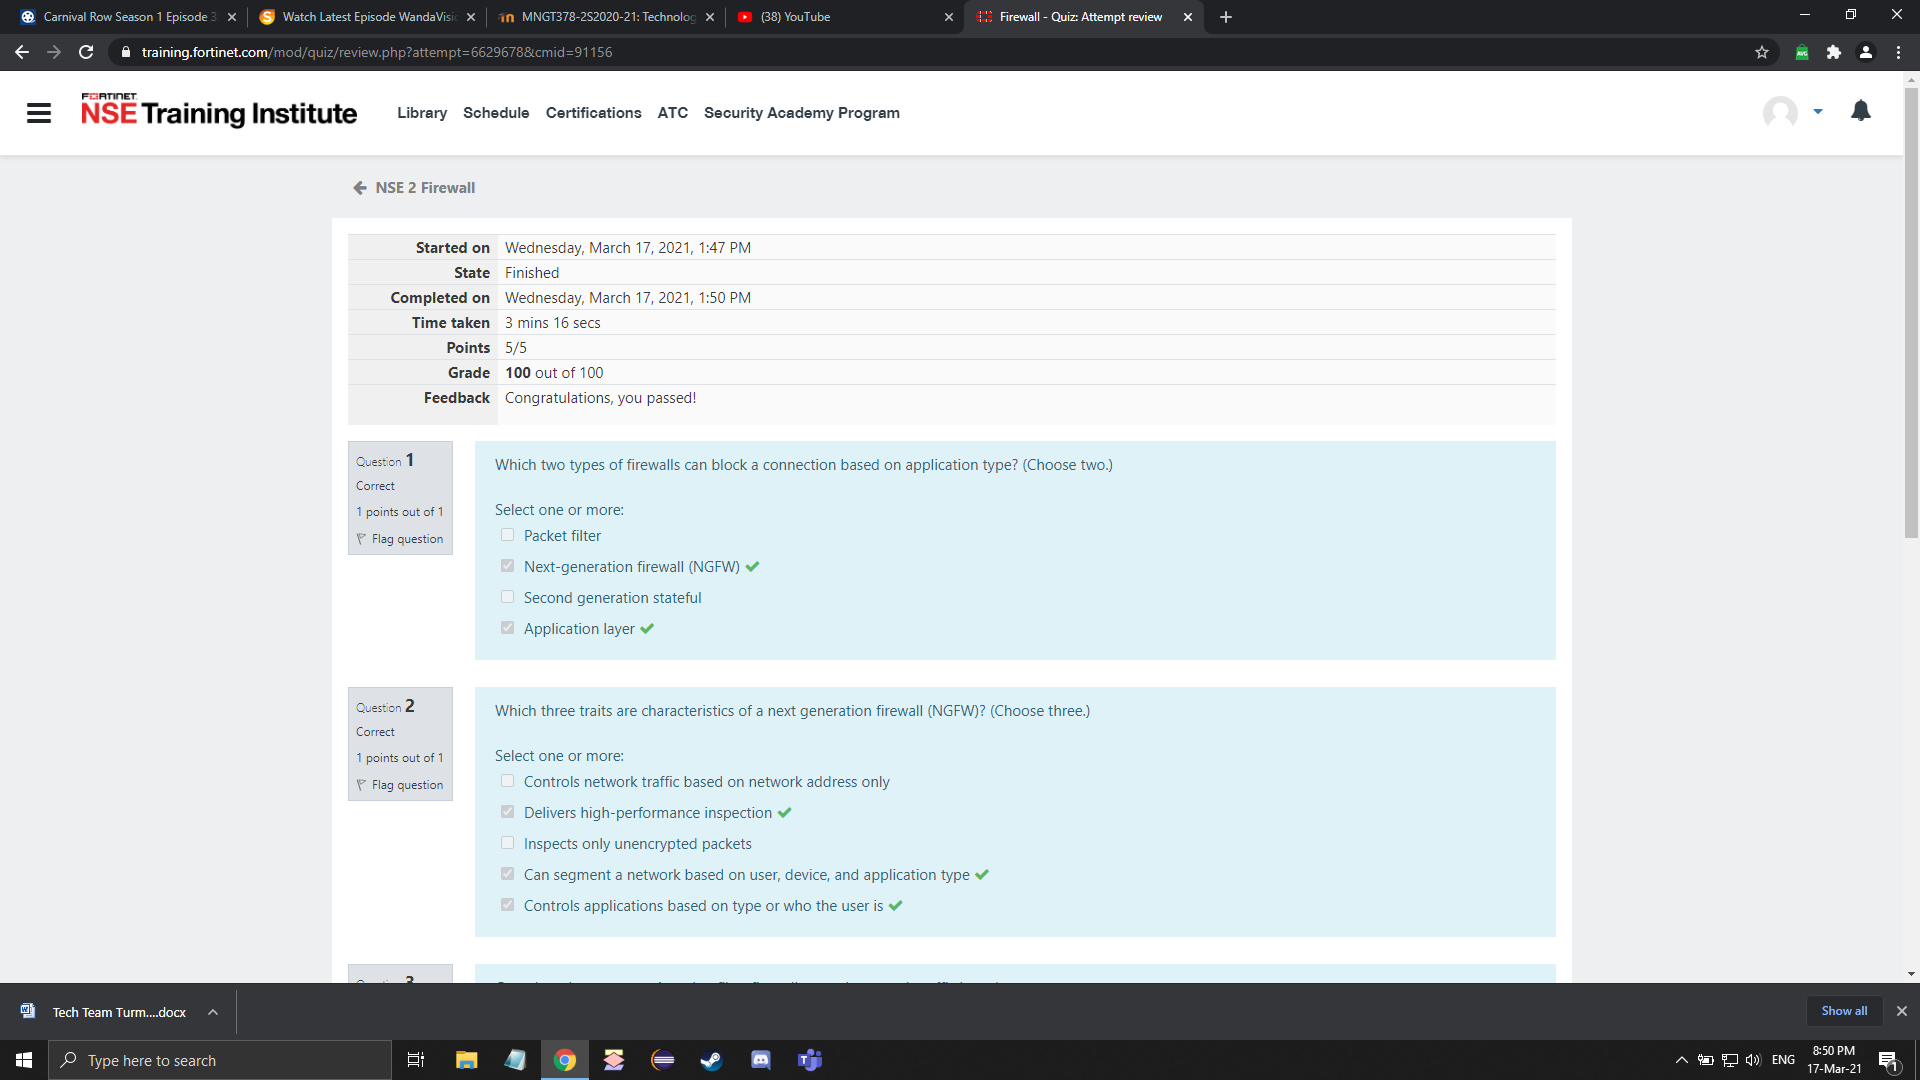 Carnival Row Season 1 Episode 3
Watch Latest Episode WandaVisi
MNGT378-2S2020-21: Technolog
(38) YouTube
Firewall - Quiz: Attempt review
training.fortinet.com/mod/quiz/review.php?attempt=6629678&cmid=91156
AVG
FORTINET
NSE Training Institute
Library Schedule Certifications ATC Security Academy Program
NSE 2 Firewall
Started on Wednesday, March 17, 2021, 1:47 PM
State Finished
Completed on Wednesday, March 17, 2021, 1:50 PM
Time taken 3 mins 16 secs
Points 5/5
Grade 100 out of 100
Feedback Congratulations, you passed!
Question 1
Correct
1 points out of 1
Flag question
Which two types of firewalls can block a connection based on application type? (Choose two.)
Select one or more:
Packet filter
Next-generation firewall (NGFW)
Second generation stateful
Application layer
Question 2
Correct
1 points out of 1
Flag question
Which three traits are characteristics of a next generation firewall (NGFW)? (Choose three.)
Select one or more:
Controls network traffic based on network address only
Delivers high-performance inspection
Inspects only unencrypted packets
Can segment a network based on user, device, and application type
Controls applications based on type or who the user is
Question 3
Tech Team Turm....docx
Show all
Type here to search
ENG
8:50 PM
17-Mar-21
1